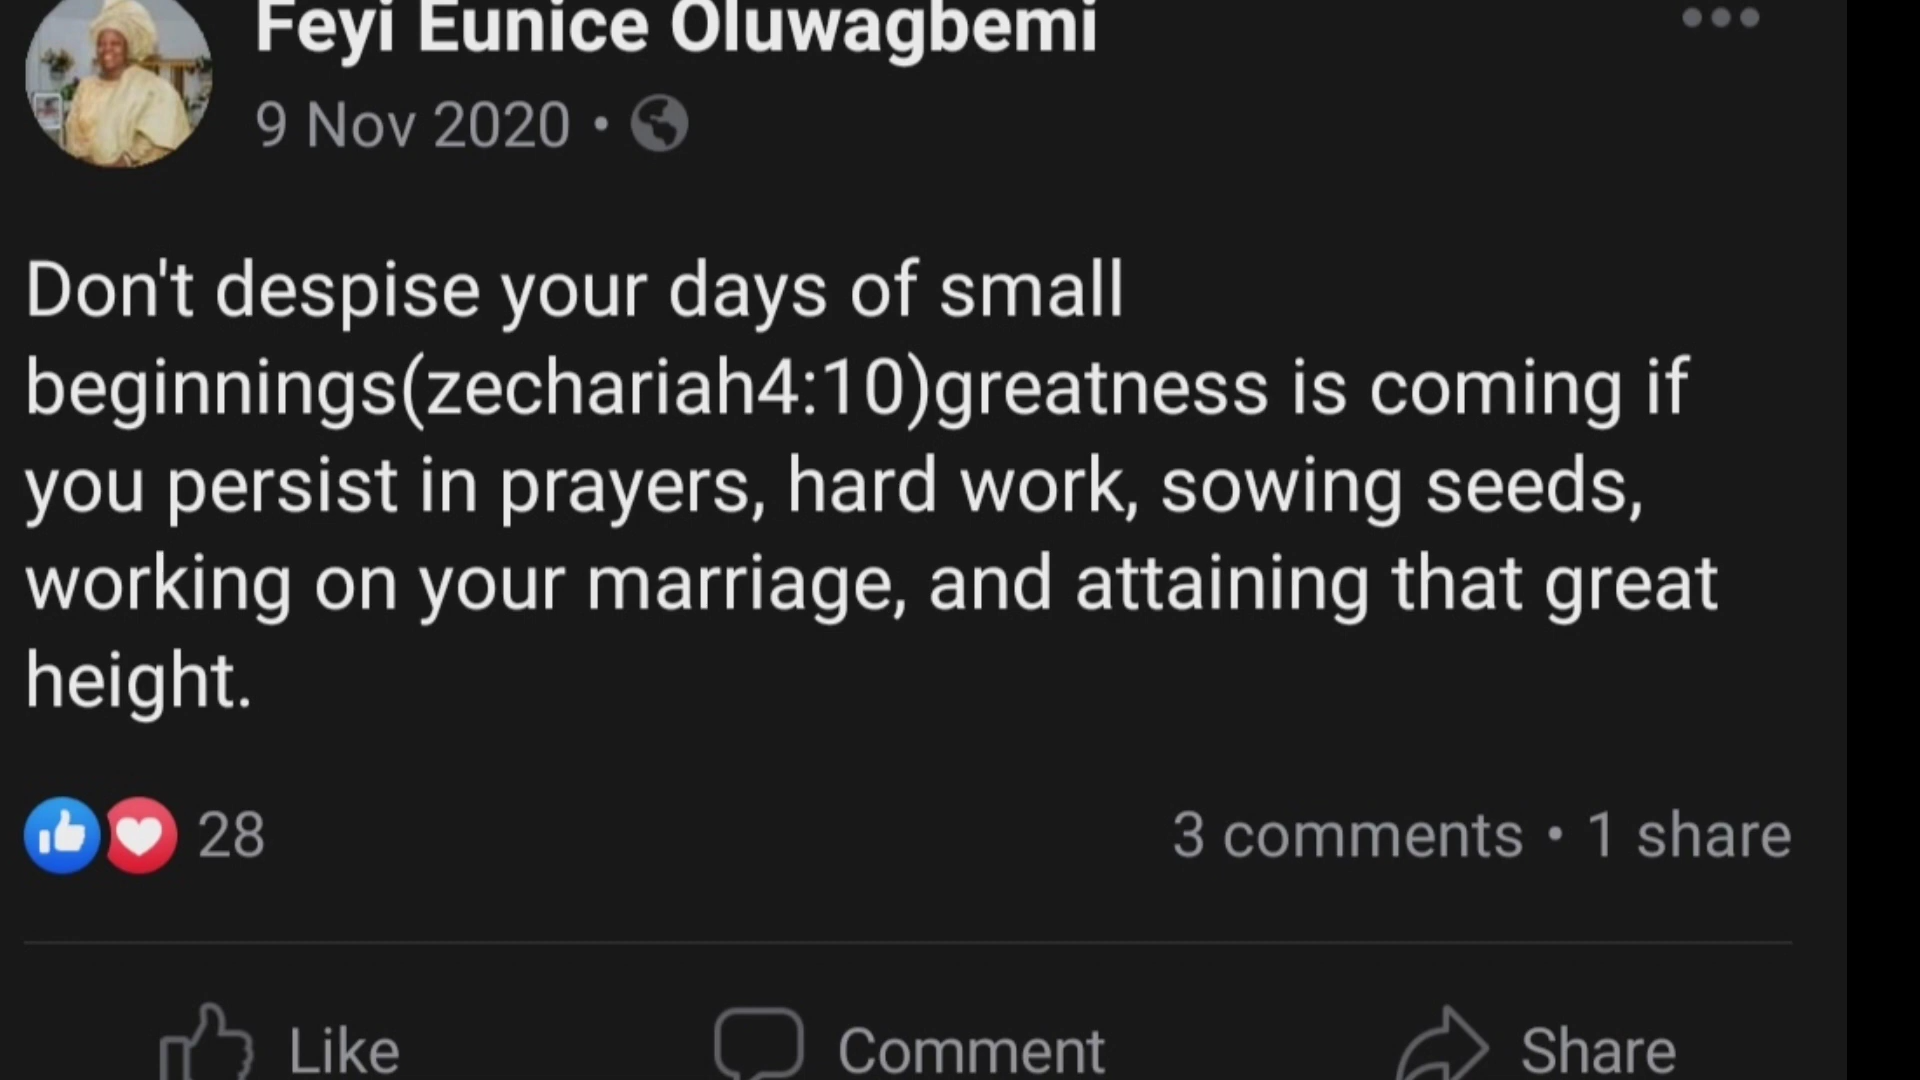 Feyi Eunice Oluwagbemi
9 Nov 2020 •
Don't despise your days of small
beginnings(zechariah4:10)greatness is coming if
you persist in prayers, hard work, sowing seeds,
working on your marriage, and attaining that great
height.
28 3 comments • 1 share
Like Comment Share